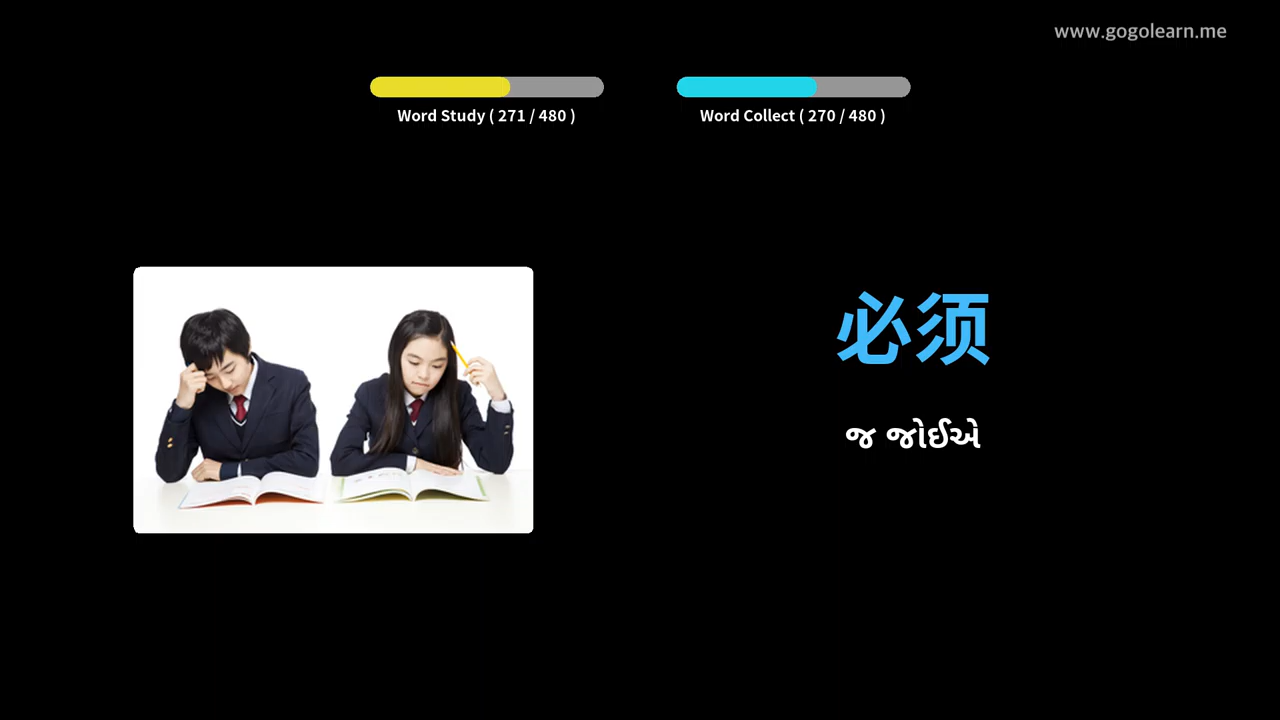 www.gogolearn.me
Word Study ( 271 / 480 )
Word Collect ( 270 / 480 )
必须
જ જોઈએ